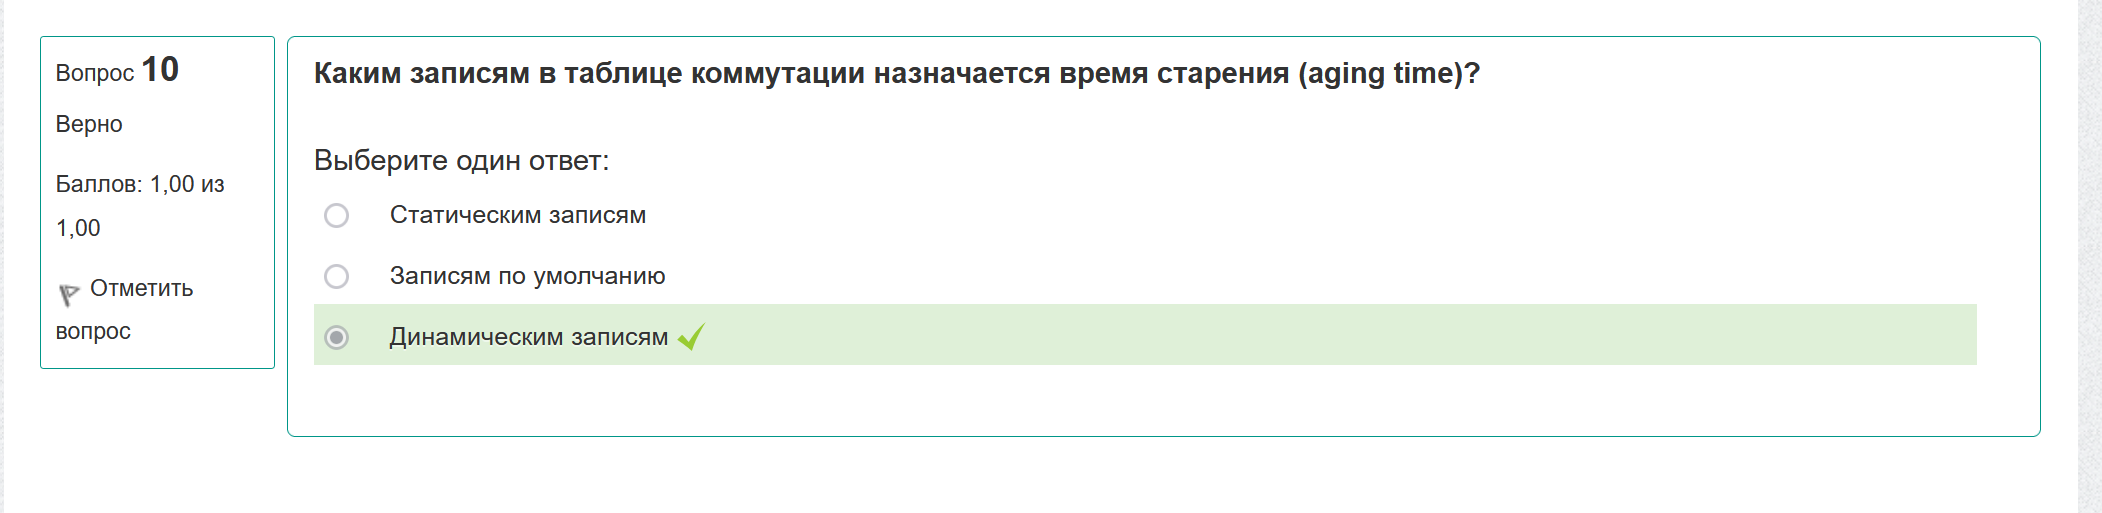 Вопрос 10
Верно
Баллов: 1,00 из
1,00
Отметить
вопрос
Каким записям в таблице коммутации назначается время старения (aging time)?
Выберите один ответ:
Статическим записям
Записям по умолчанию
Динамическим записям